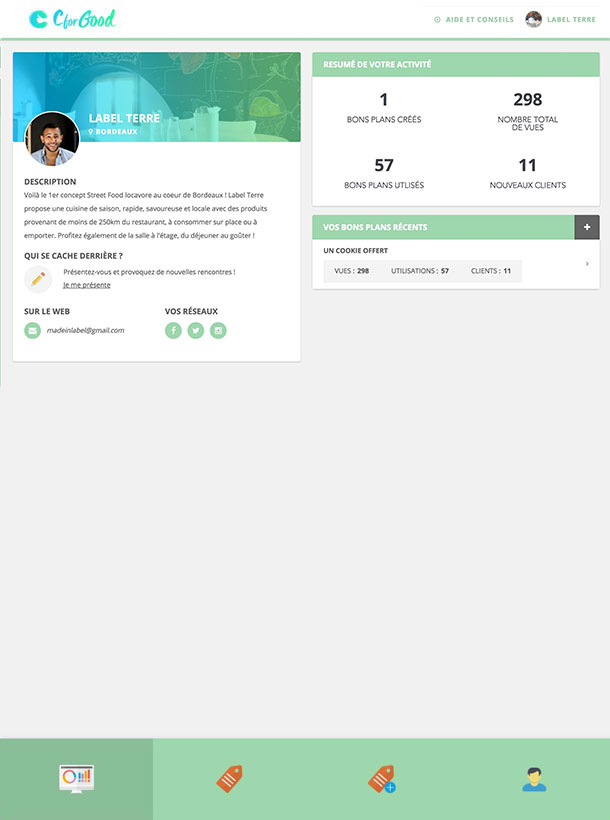 CforGood
AIDE ET CONSEILS
LABEL TERRE
LABEL TERRE
BORDEAUX
DESCRIPTION
Voilà le 1er concept Street Food locavore au coeur de Bordeaux ! Label Terre
propose une cuisine de saison, rapide, savoureuse et locale avec des produits
provenant de moins de 250km du restaurant, à consommer sur place ou à
emporter. Profitez également de la salle à l'étage, du déjeuner au goûter !
QUI SE CACHE DERRIÈRE ?
Présentez-vous et provoquez de nouvelles rencontres !
Je me présente
SUR LE WEB
madeinlabel@gmail.com
VOS RÉSEAUX
RESUMÉ DE VOTRE ACTIVITÉ
1
BONS PLANS CRÉÉS
298
NOMBRE TOTAL
DE VUES
57
BONS PLANS UTLISÉS
11
NOUVEAUX CLIENTS
VOS BONS PLANS RÉCENTS
+
UN COOKIE OFFERT
VUES : 298 UTILISATIONS : 57 CLIENTS : 11